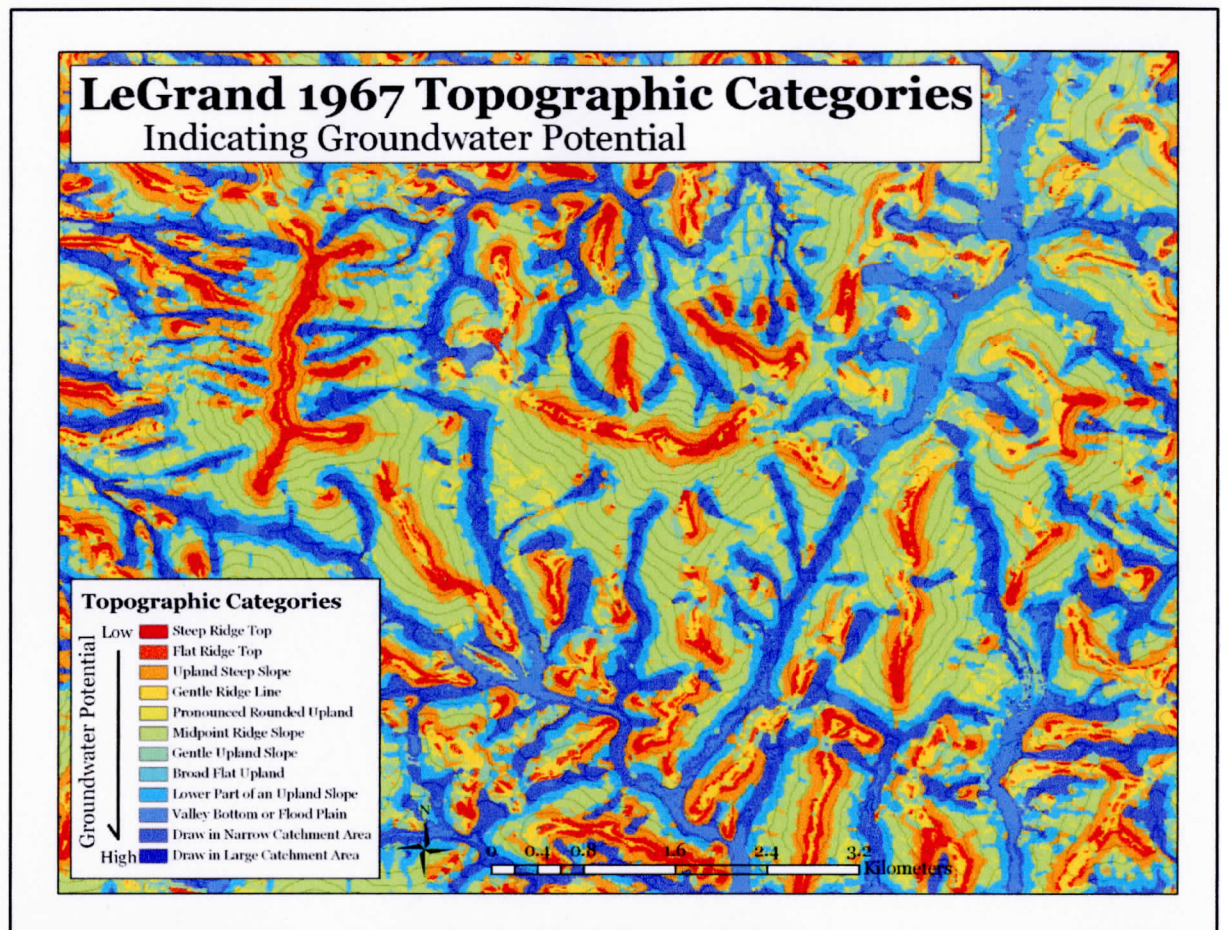 LeGrand 1967 Topographic Categories
Indicating Groundwater Potential
Topographic Categories
Groundwater Potential
Low
High
Steep Ridge Top
Flat Ridge Top
Upland Steep Slope
Gentle Ridge Line
Pronounced Rounded Upland
Midpoint Ridge Slope
Gentle Upland Slope
Broad Flat Upland
Lower Part of an Upland Slope
Valley Bottom or Flood Plain
Draw in Narrow Catchment Area
Draw in Large Catchment Area
N
0 0.4 0.8 1.6 2.4 3.2
Kilometers